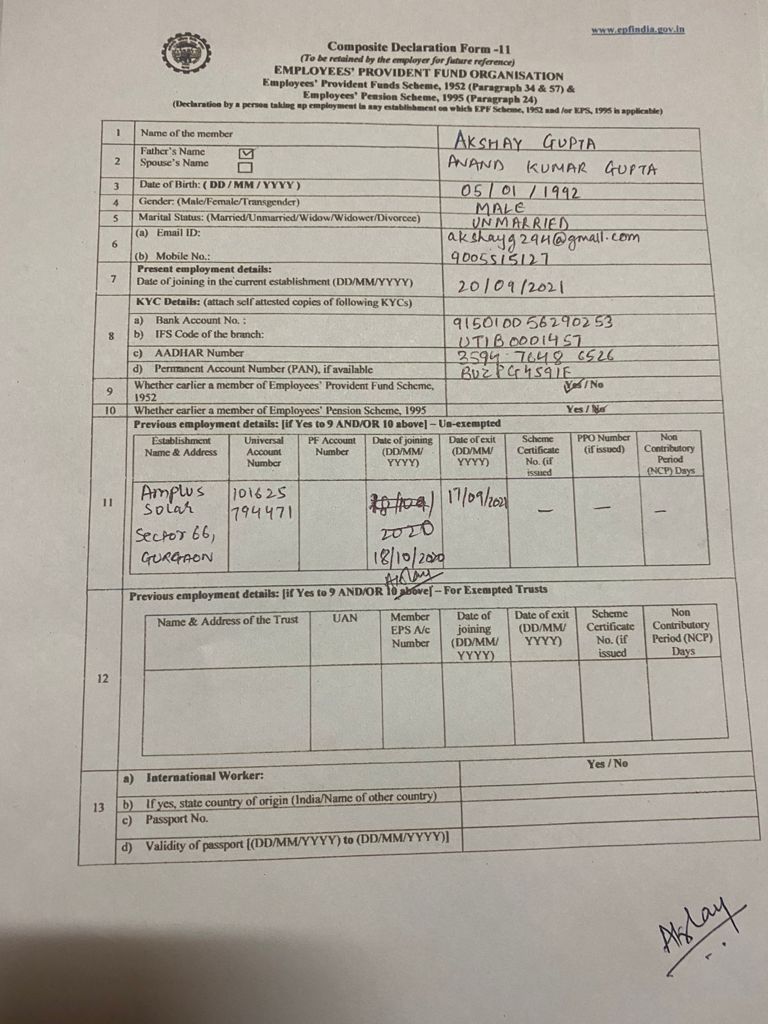 www.epfindia.gov.in
Composite Declaration Form -11
(To be retained by the employer for future reference)
EMPLOYEES' PROVIDENT FUND ORGANISATION
Employees' Provident Funds Scheme, 1952 (Paragraph 34 & 57) &
Employees' Pension Scheme, 1995 (Paragraph 24)
(Declaration by a person taking up employment in any establishment on which EPF Scheme, 1952 and /or EPS, 1995 is applicable)
1 Name of the member AKSHAY GUPTA
2 Father's Name ANAND KUMAR GUPTA
Spouse's Name
3 Date of Birth: ( DD / MM / YYYY ) 05/01/1992
4 Gender: (Male/Female/Transgender) MALE
5 Marital Status: (Married/Unmarried/Widow/Widower/Divorcee) UNMARRIED
6 (a) Email ID: akshayg294@gmail.com
(b) Mobile No.: 9005515127
7 Present employment details:
Date of joining in the current establishment (DD/MM/YYYY) 20/09/2021
8 KYC Details: (attach self attested copies of following KYCs)
a) Bank Account No. : 915010056290253
b) IFS Code of the branch: UTIB0001457
c) AADHAR Number 3594 7648 6526
d) Permanent Account Number (PAN), if available BUZPG4591F
9 Whether earlier a member of Employees' Provident Fund Scheme, 1952 Yes / No
10 Whether earlier a member of Employees' Pension Scheme, 1995 Yes / No
11 Previous employment details: [if Yes to 9 AND/OR 10 above] – Un-exempted
Establishment Name & Address
Universal Account Number
PF Account Number
Date of joining (DD/MM/YYYY)
Date of exit (DD/MM/YYYY)
Scheme Certificate No. (if issued
PPO Number (if issued)
Non Contributory Period (NCP) Days
Amplus Solar Sector 66, GURGAON
101625 794471
2020
18/10/2020
Akslay
17/09/2021
— — —
12 Previous employment details: [if Yes to 9 AND/OR 10 above] – For Exempted Trusts
Name & Address of the Trust
UAN
Member EPS A/c Number
Date of joining (DD/MM/YYYY)
Date of exit (DD/MM/YYYY)
Scheme Certificate No. (if issued
Non Contributory Period (NCP) Days
13 a) International Worker: Yes / No
b) If yes, state country of origin (India/Name of other country)
c) Passport No.
d) Validity of passport [(DD/MM/YYYY) to (DD/MM/YYYY)]
Akslay